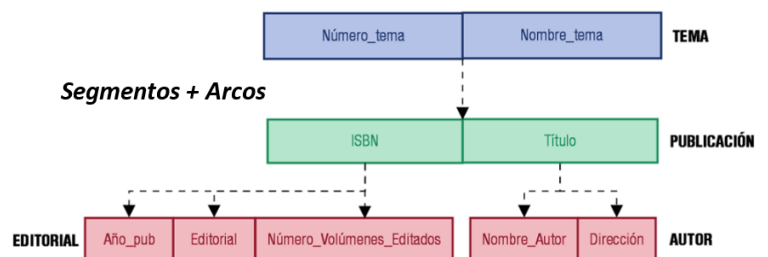 Número_tema Nombre_tema TEMA
Segmentos + Arcos
ISBN Título PUBLICACIÓN
EDITORIAL Año_pub Editorial Número_Volúmenes_Editados Nombre_Autor Dirección AUTOR